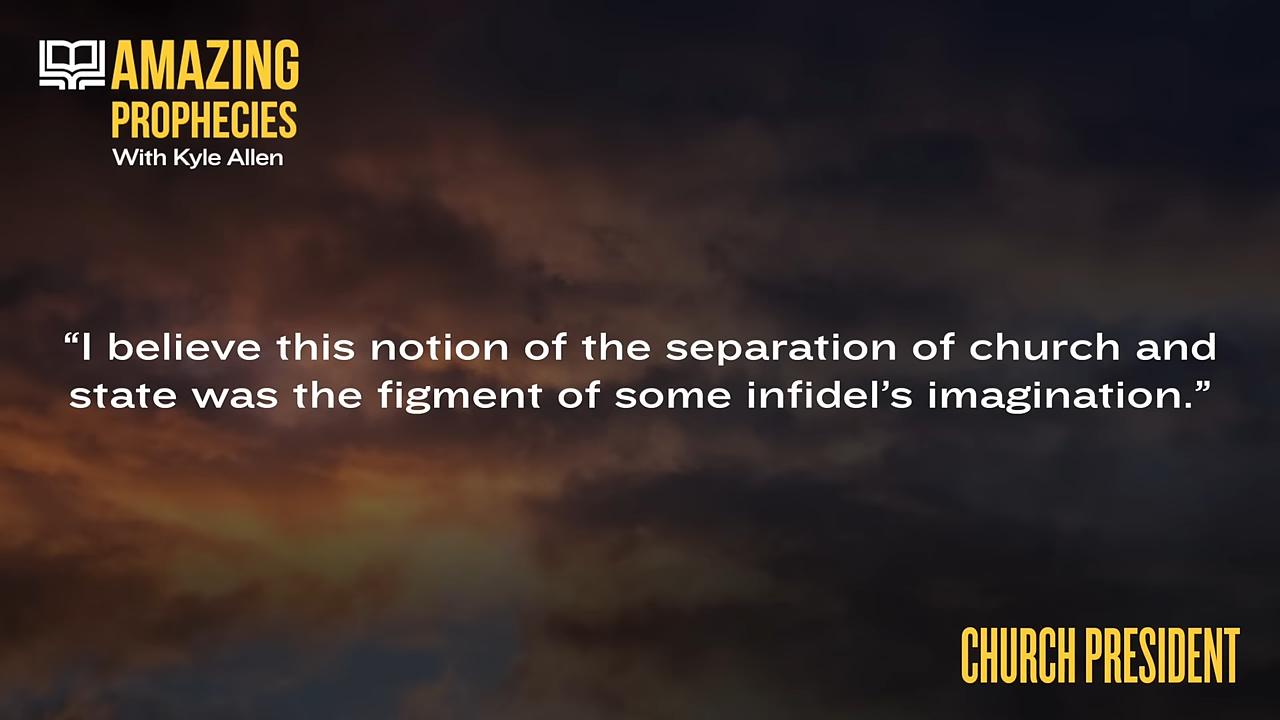 AMAZING
PROPHECIES
With Kyle Allen
“I believe this notion of the separation of church and
state was the figment of some infidel’s imagination.”
CHURCH PRESIDENT